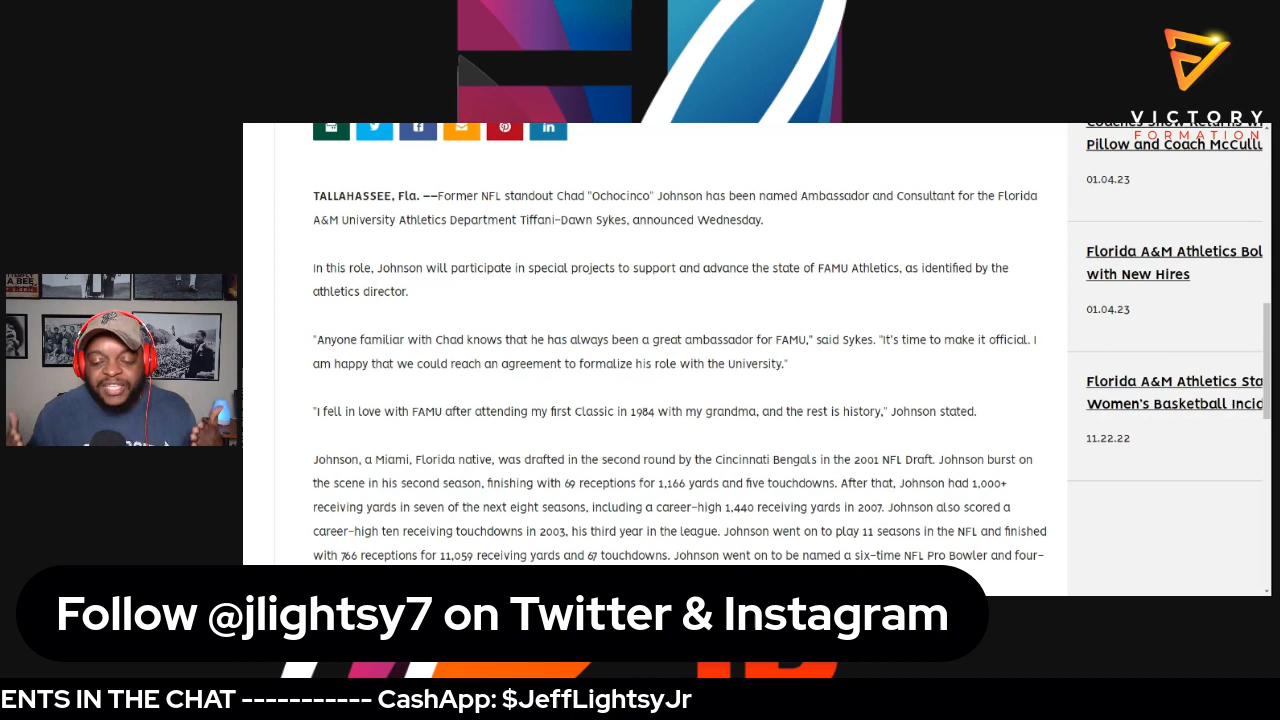 VICTORY
FORMATION
TALLAHASSEE, Fla. ––Former NFL standout Chad "Ochocinco" Johnson has been named Ambassador and Consultant for the Florida
A&M University Athletics Department Tiffani-Dawn Sykes, announced Wednesday.
In this role, Johnson will participate in special projects to support and advance the state of FAMU Athletics, as identified by the
athletics director.
"Anyone familiar with Chad knows that he has always been a great ambassador for FAMU," said Sykes. "It's time to make it official. I
am happy that we could reach an agreement to formalize his role with the University."
"I fell in love with FAMU after attending my first Classic in 1984 with my grandma, and the rest is history," Johnson stated.
Johnson, a Miami, Florida native, was drafted in the second round by the Cincinnati Bengals in the 2001 NFL Draft. Johnson burst on
the scene in his second season, finishing with 69 receptions for 1,166 yards and five touchdowns. After that, Johnson had 1,000+
receiving yards in seven of the next eight seasons, including a career-high 1,440 receiving yards in 2007. Johnson also scored a
career-high ten receiving touchdowns in 2003, his third year in the league. Johnson went on to play 11 seasons in the NFL and finished
with 766 receptions for 11,059 receiving yards and 67 touchdowns. Johnson went on to be named a six-time NFL Pro Bowler and four-
Pillow and Coach McCullu
01.04.23
Florida A&M Athletics Bol
with New Hires
01.04.23
Florida A&M Athletics Sta
Women's Basketball Incid
11.22.22
Follow @jlightsy7 on Twitter & Instagram
ENTS IN THE CHAT ----------- CashApp: $JeffLightsyJr